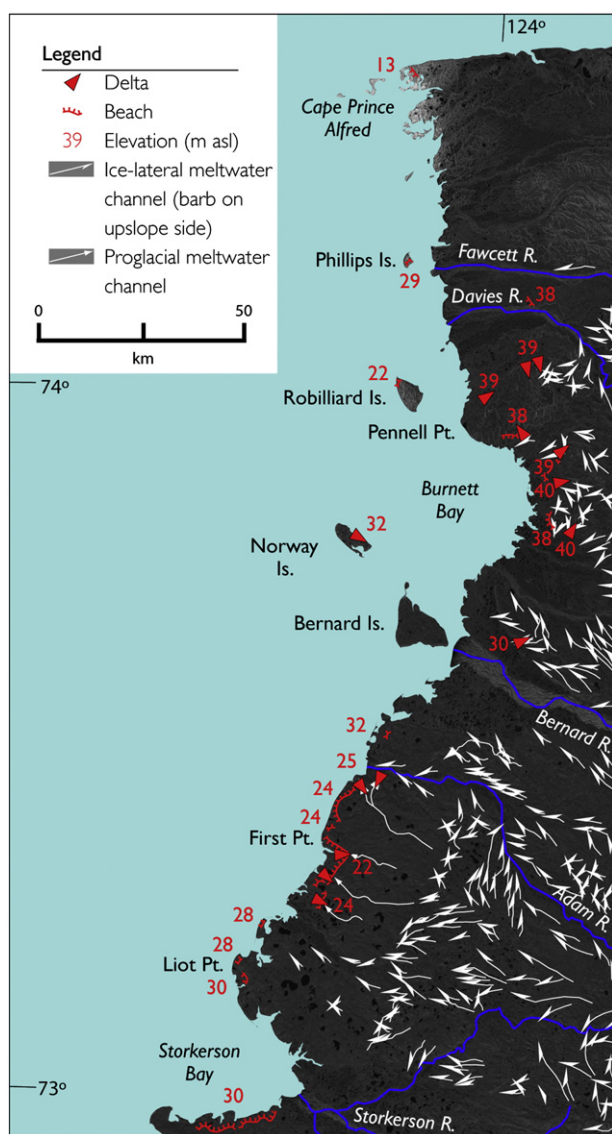 124º
Legend
Delta
Beach
39 Elevation (m asl)
Ice-lateral meltwater
channel (barb on
upslope side)
Proglacial meltwater
channel
0 50
km
13
Cape Prince
Alfred
Phillips Is.
29
Fawcett R.
Davies R.
38
39
74º
22
Robilliard Is.
39
Pennell Pt.
38
39
40
Burnett
Bay
38
40
32
Norway
Is.
Bernard Is.
30
Bernard R.
32
25
24
24
First Pt.
22
Adam R.
24
28
28
Liot Pt.
30
Storkerson
Bay
73º
30
Storkerson R.